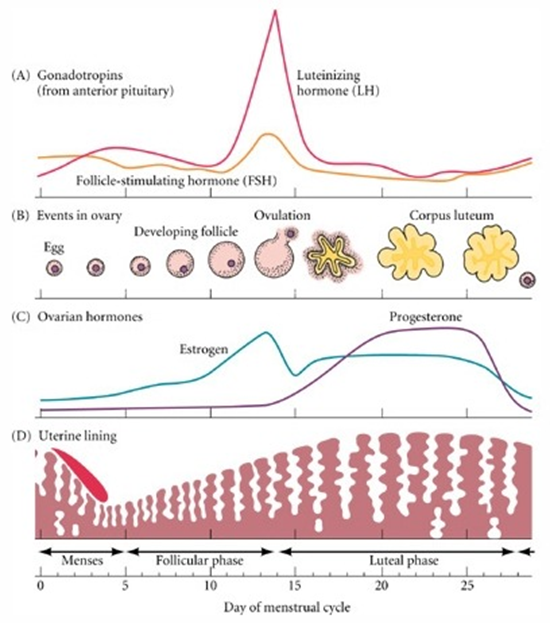 (A) Gonadotropins
(from anterior pituitary)
Luteinizing
hormone (LH)
Follicle-stimulating hormone (FSH)
(B) Events in ovary
Ovulation
Corpus luteum
Developing follicle
Egg
(C) Ovarian hormones
Progesterone
Estrogen
(D) Uterine lining
Menses
Follicular phase
Luteal phase
0 5 10 15 20 25
Day of menstrual cycle